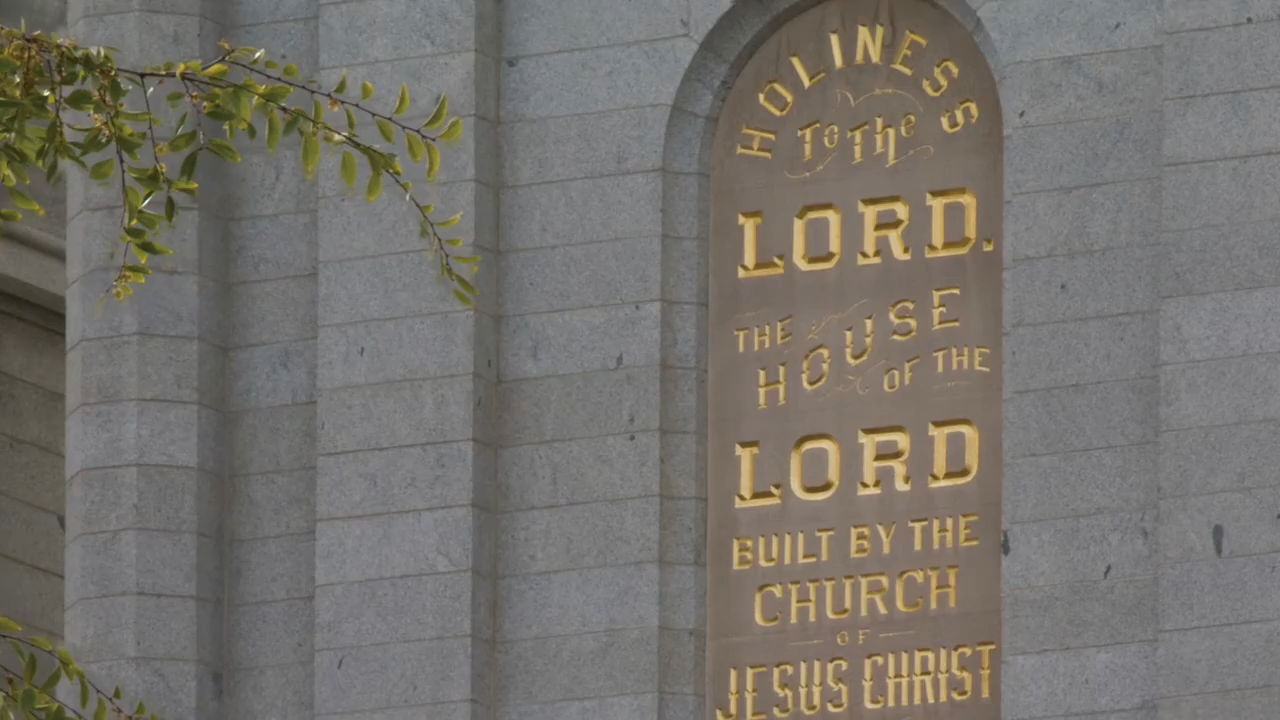 HOLINESS
To The
LORD.
THE HOUSE OF THE
LORD
BUILT BY THE
CHURCH
OF
JESUS CHRIST